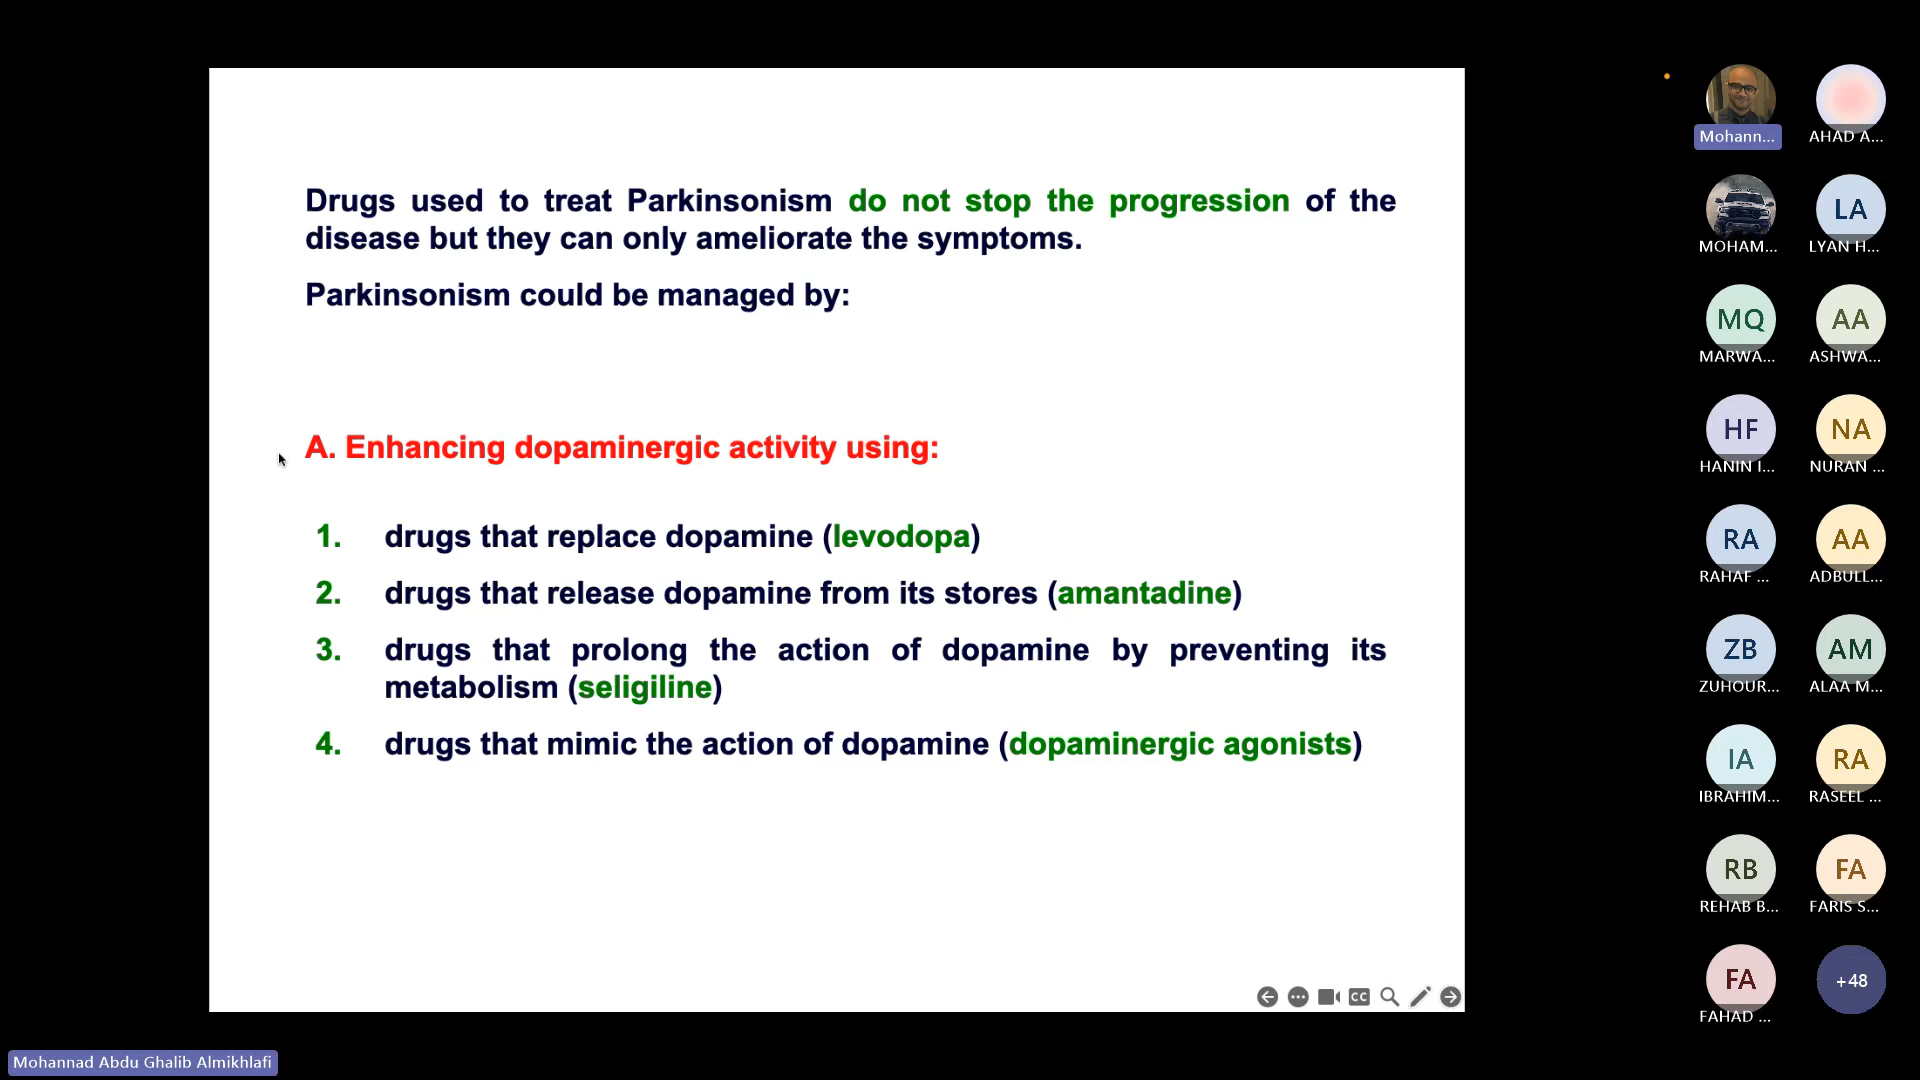 Drugs used to treat Parkinsonism do not stop the progression of the
disease but they can only ameliorate the symptoms.
Parkinsonism could be managed by:
A. Enhancing dopaminergic activity using:
1. drugs that replace dopamine (levodopa)
2. drugs that release dopamine from its stores (amantadine)
3. drugs that prolong the action of dopamine by preventing its
metabolism (seligiline)
4. drugs that mimic the action of dopamine (dopaminergic agonists)
CC
Mohannad Abdu Ghalib Almikhlafi
Mohann...
AHAD A...
MOHAM...
LA
LYAN H...
MQ
MARWA...
AA
ASHWA...
HF
HANIN I...
NA
NURAN ...
RA
RAHAF ...
AA
ADBULL...
ZB
ZUHOUR...
AM
ALAA M...
IA
IBRAHIM...
RA
RASEEL ...
RB
REHAB B...
FA
FARIS S...
FA
FAHAD ...
+48